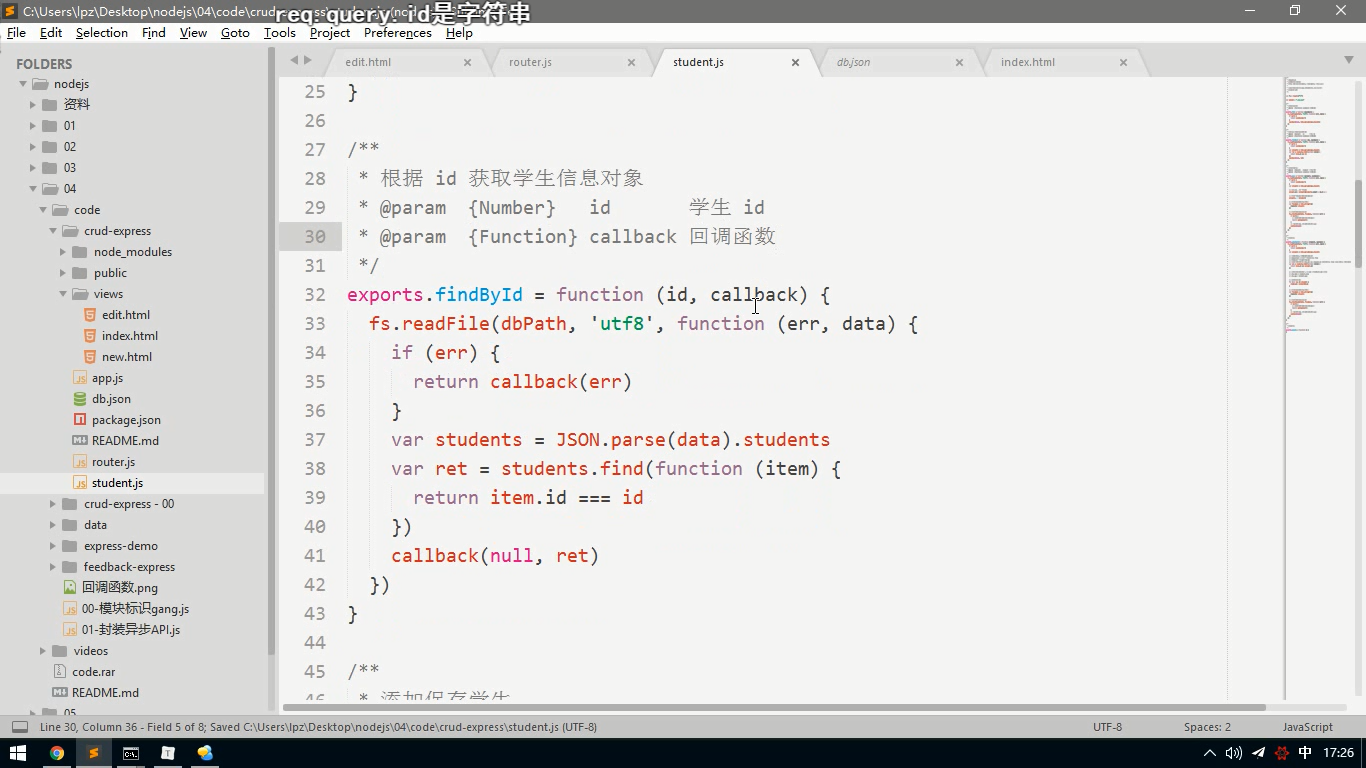 C:\Users\lpz\Desktop\nodejs\04\code\crud-
req.query.id是字符串
File Edit Selection Find View Goto Tools Project Preferences Help
FOLDERS
nodejs
资料
01
02
03
04
code
crud-express
node_modules
public
views
edit.html
index.html
new.html
app.js
db.json
package.json
README.md
router.js
student.js
crud-express - 00
data
express-demo
feedback-express
回调函数.png
00-模块标识gang.js
01-封装异步API.js
videos
code.rar
README.md
05
edit.html router.js student.js db.json index.html
25 }
26
27 /**
28 * 根据 id 获取学生信息对象
29 * @param {Number} id 学生 id
30 * @param {Function} callback 回调函数
31 */
32 exports.findById = function (id, callback) {
33 fs.readFile(dbPath, 'utf8', function (err, data) {
34 if (err) {
35 return callback(err)
36 }
37 var students = JSON.parse(data).students
38 var ret = students.find(function (item) {
39 return item.id === id
40 })
41 callback(null, ret)
42 })
43 }
44
45 /**
46 * 添加保存学生
Line 30, Column 36 - Field 5 of 8; Saved C:\Users\lpz\Desktop\nodejs\04\code\crud-express\student.js (UTF-8) UTF-8 Spaces: 2 JavaScript
中 17:26